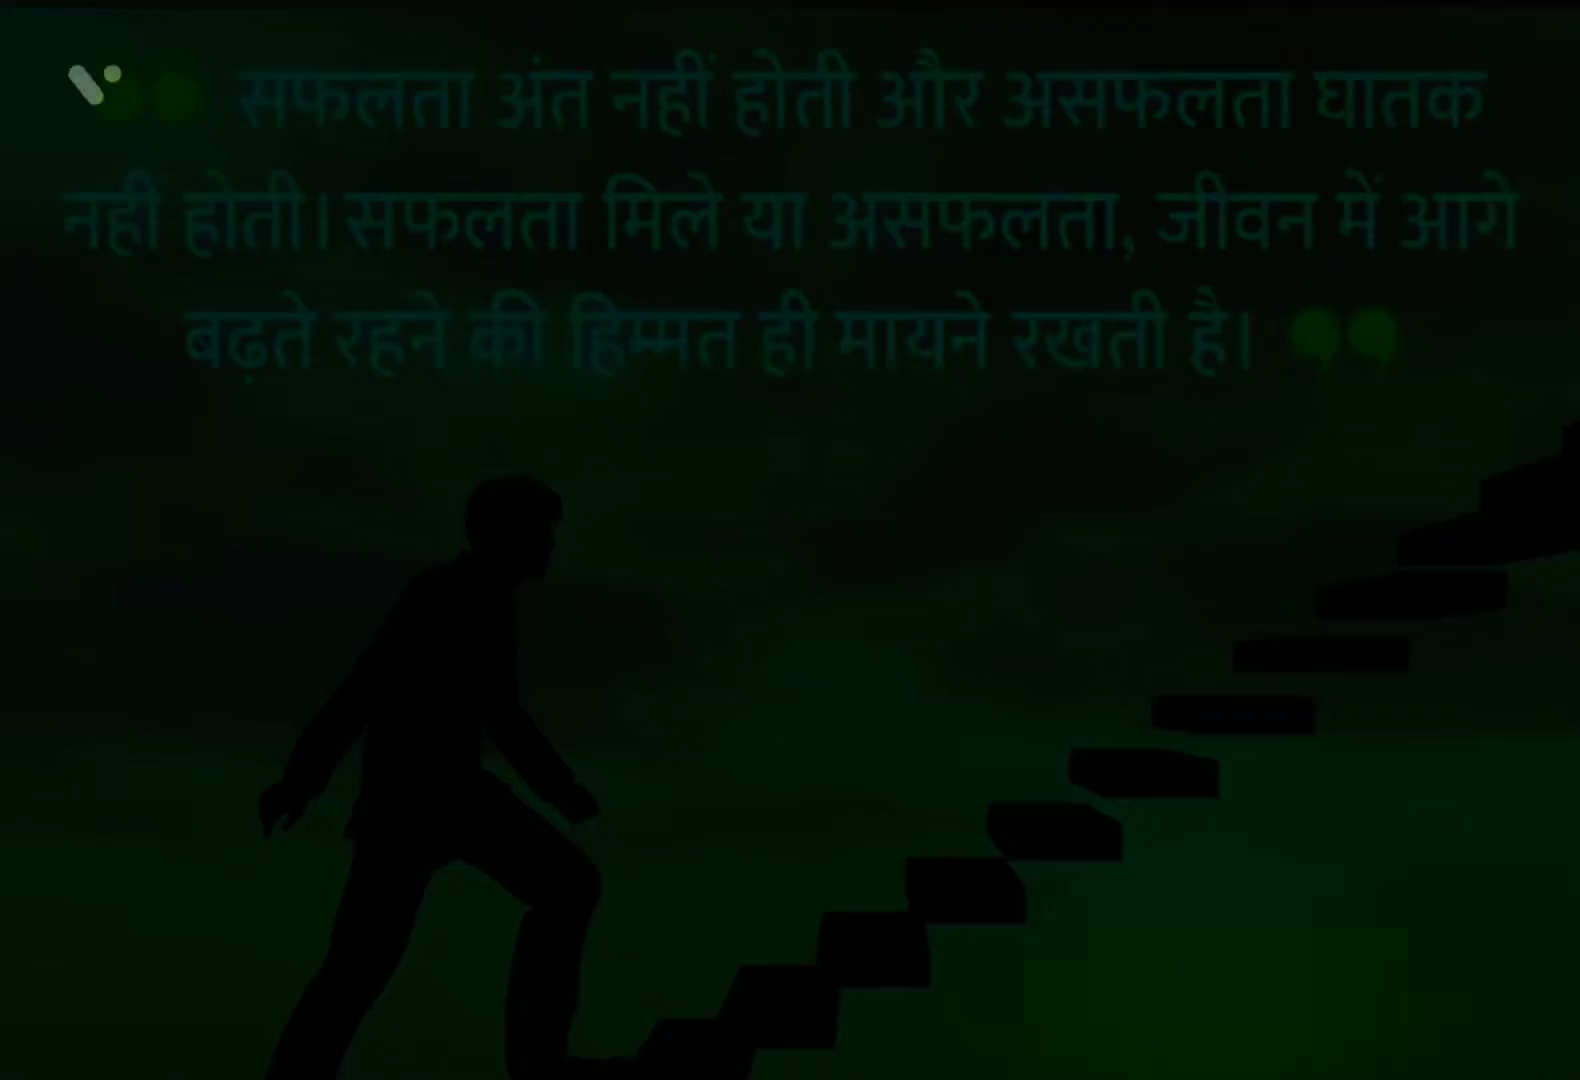 ❝ सफलता अंत नहीं होती और असफलता घातक
नहीं होती। सफलता मिले या असफलता, जीवन में आगे
बढ़ते रहने की हिम्मत ही मायने रखती है। ❞